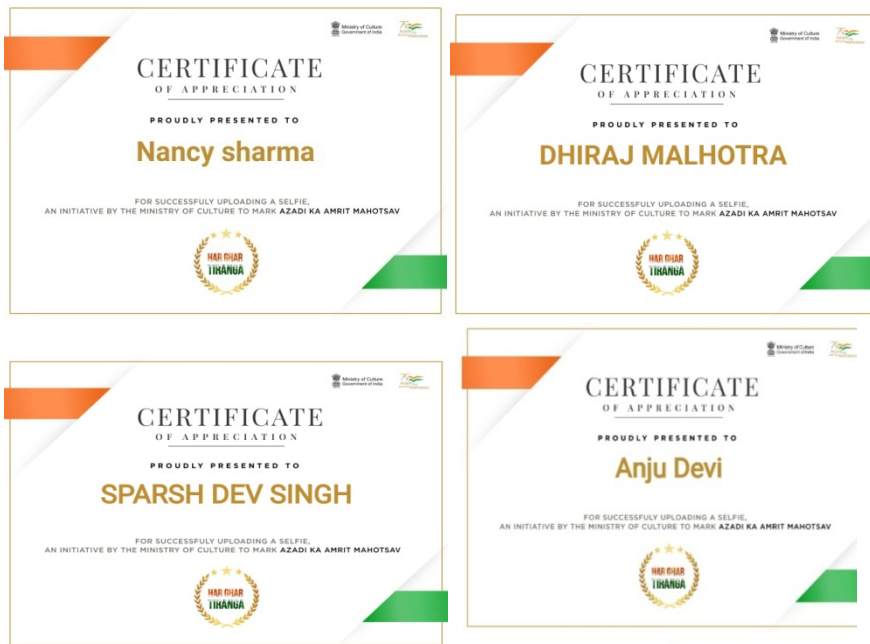 Ministry of Culture
Government of India
CERTIFICATE
OF APPRECIATION
PROUDLY PRESENTED TO
Nancy sharma
FOR SUCCESSFULY UPLOADING A SELFIE,
AN INITIATIVE BY THE MINISTRY OF CULTURE TO MARK AZADI KA AMRIT MAHOTSAV
HAR GHAR
TIRANGA
Ministry of Culture
Government of India
CERTIFICATE
OF APPRECIATION
PROUDLY PRESENTED TO
DHIRAJ MALHOTRA
FOR SUCCESSFULY UPLOADING A SELFIE,
AN INITIATIVE BY THE MINISTRY OF CULTURE TO MARK AZADI KA AMRIT MAHOTSAV
HAR GHAR
TIRANGA
Ministry of Culture
Government of India
CERTIFICATE
OF APPRECIATION
PROUDLY PRESENTED TO
SPARSH DEV SINGH
FOR SUCCESSFULY UPLOADING A SELFIE,
AN INITIATIVE BY THE MINISTRY OF CULTURE TO MARK AZADI KA AMRIT MAHOTSAV
HAR GHAR
TIRANGA
Ministry of Culture
Government of India
CERTIFICATE
OF APPRECIATION
PROUDLY PRESENTED TO
Anju Devi
FOR SUCCESSFULY UPLOADING A SELFIE,
AN INITIATIVE BY THE MINISTRY OF CULTURE TO MARK AZADI KA AMRIT MAHOTSAV
HAR GHAR
TIRANGA